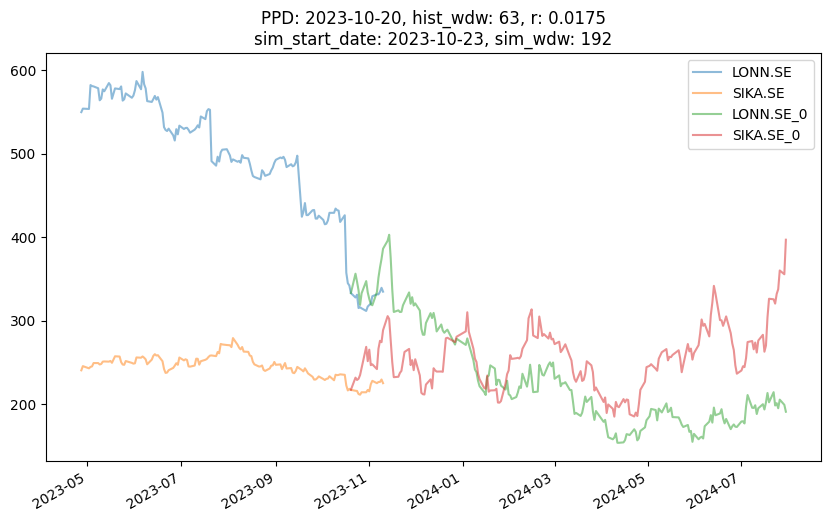 PPD: 2023-10-20, hist_wdw: 63, r: 0.0175
sim_start_date: 2023-10-23, sim_wdw: 192
LONN.SE
SIKA.SE
LONN.SE_0
SIKA.SE_0
600
500
400
300
200
2023-05
2023-07
2023-09
2023-11
2024-01
2024-03
2024-05
2024-07